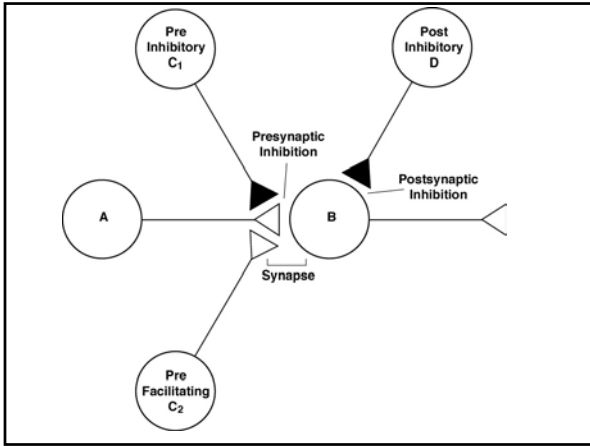 Pre
Inhibitory
C1
Post
Inhibitory
D
Presynaptic
Inhibition
Postsynaptic
Inhibition
A
B
Synapse
Pre
Facilitating
C2